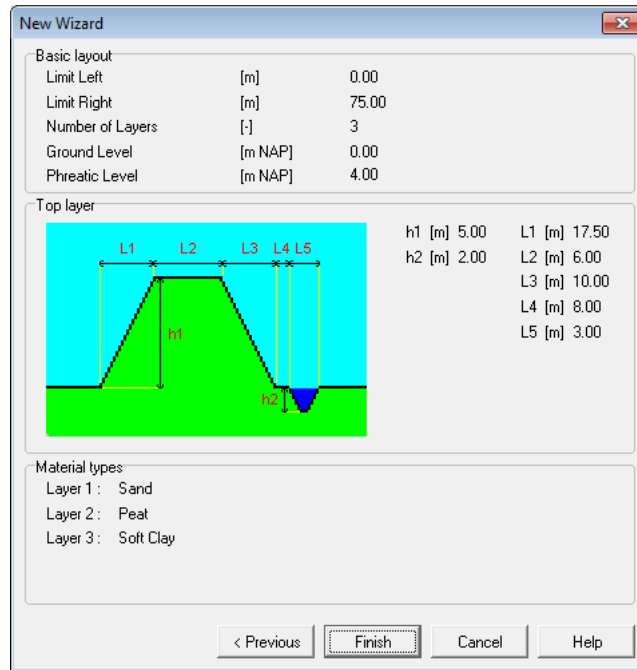 New Wizard
Basic layout
Limit Left [m] 0.00
Limit Right [m] 75.00
Number of Layers [-] 3
Ground Level [m NAP] 0.00
Phreatic Level [m NAP] 4.00
Top layer
L1 L2 L3 L4 L5
h1
h2
h1 [m] 5.00 L1 [m] 17.50
h2 [m] 2.00 L2 [m] 6.00
L3 [m] 10.00
L4 [m] 8.00
L5 [m] 3.00
Material types
Layer 1 : Sand
Layer 2 : Peat
Layer 3 : Soft Clay
< Previous Finish Cancel Help